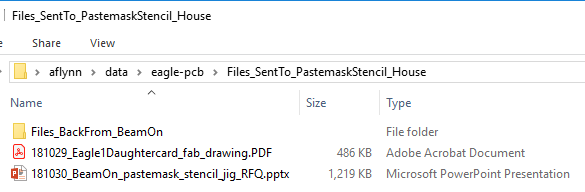 Files_SentTo_PastemaskStencil_House
Share View
aflynn > data > eagle-pcb > Files_SentTo_PastemaskStencil_House
Name Size Type
Files_BackFrom_BeamOn File folder
181029_Eagle1Daughtercard_fab_drawing.PDF 486 KB Adobe Acrobat Document
181030_BeamOn_pastemask_stencil_jig_RFQ.pptx 1,219 KB Microsoft PowerPoint Presentation